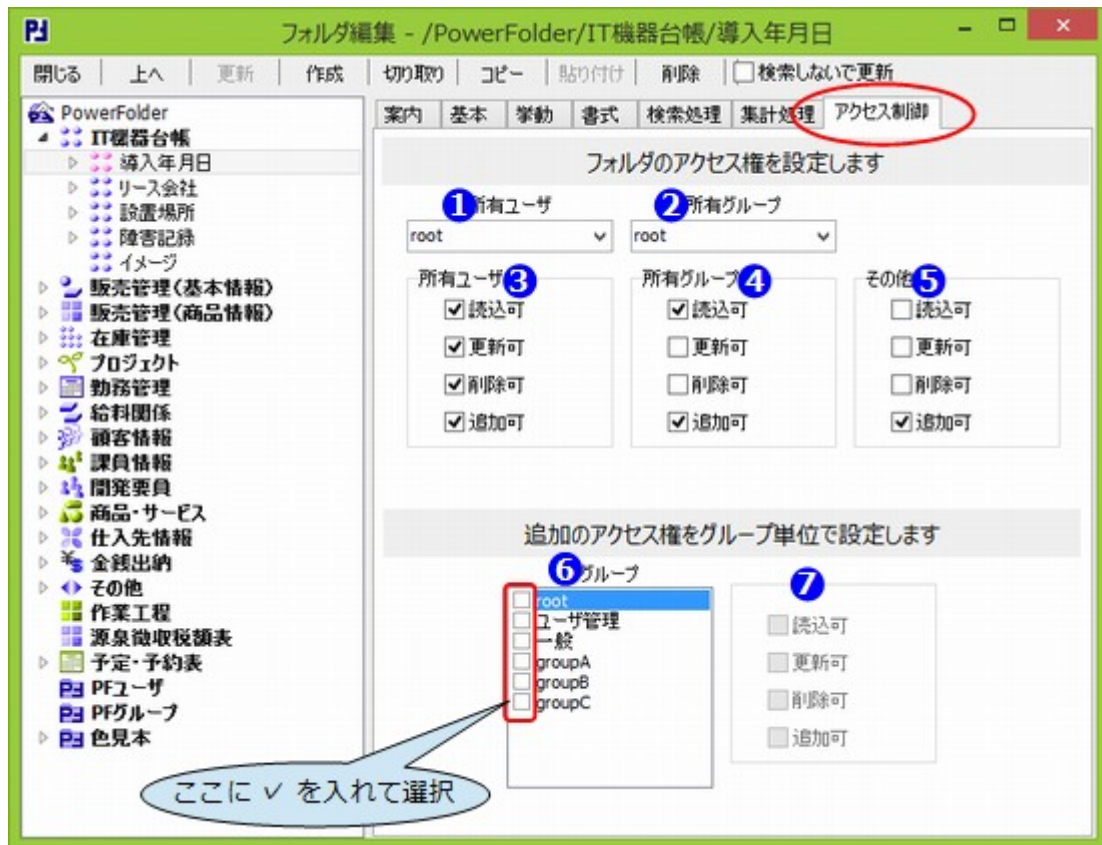 フォルダ編集 - /PowerFolder/IT機器台帳/導入年月日
閉じる 上へ 更新 作成 切り取り コピー 貼り付け 削除 検索しないで更新
PowerFolder
IT機器台帳
導入年月日
リース会社
設置場所
障害記録
イメージ
販売管理(基本情報)
販売管理(商品情報)
在庫管理
プロジェクト
勤務管理
給料関係
顧客情報
課員情報
開発要員
商品・サービス
仕入先情報
金銭出納
その他
作業工程
源泉徴収税額表
予定・予約表
PFユーザ
PFグループ
色見本
案内 基本 挙動 書式 検索処理 集計処理 アクセス制御
フォルダのアクセス権を設定します
1 所有ユーザ 2 所有グループ
root root
所有ユーザ 3 所有グループ 4 その他 5
読込可 読込可 読込可
更新可 更新可 更新可
削除可 削除可 削除可
追加可 追加可 追加可
追加のアクセス権をグループ単位で設定します
6 グループ 7
root
ユーザ管理
一般
groupA
groupB
groupC
読込可
更新可
削除可
追加可
ここに ✓ を入れて選択